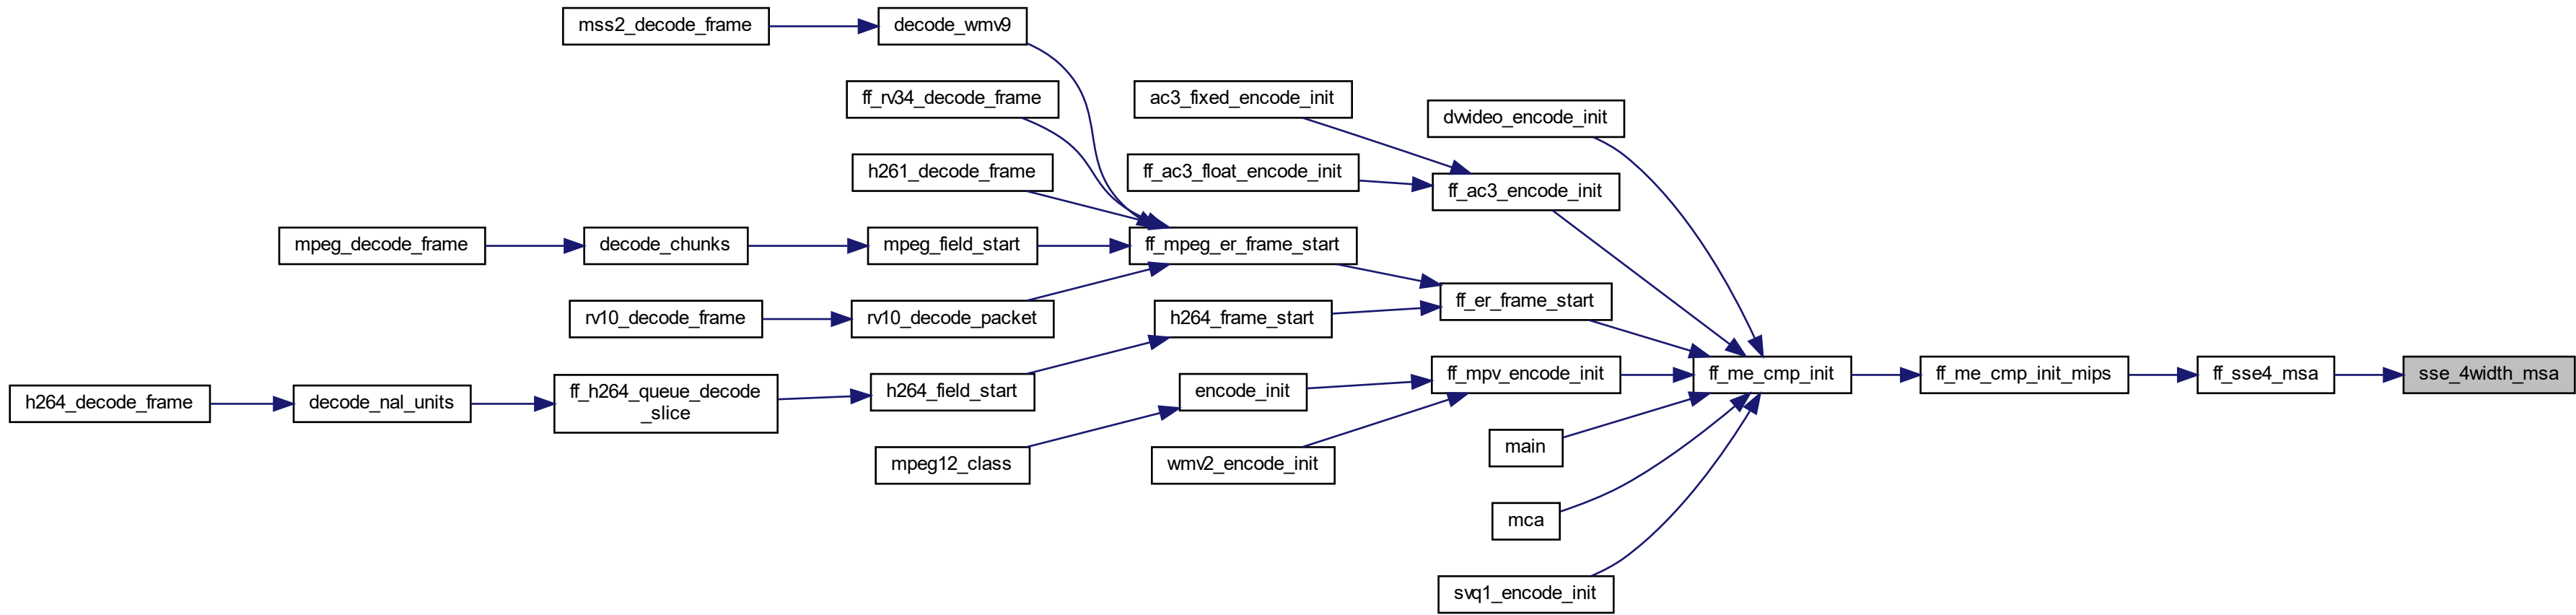 mss2_decode_frame
decode_wmv9
ff_rv34_decode_frame
ac3_fixed_encode_init
dwideo_encode_init
h261_decode_frame
ff_ac3_float_encode_init
ff_ac3_encode_init
mpeg_decode_frame
decode_chunks
mpeg_field_start
ff_mpeg_er_frame_start
rv10_decode_frame
rv10_decode_packet
h264_frame_start
ff_er_frame_start
h264_decode_frame
decode_nal_units
ff_h264_queue_decode
_slice
h264_field_start
encode_init
ff_mpv_encode_init
ff_me_cmp_init
ff_me_cmp_init_mips
ff_sse4_msa
sse_4width_msa
mpeg12_class
wmv2_encode_init
main
mca
svq1_encode_init